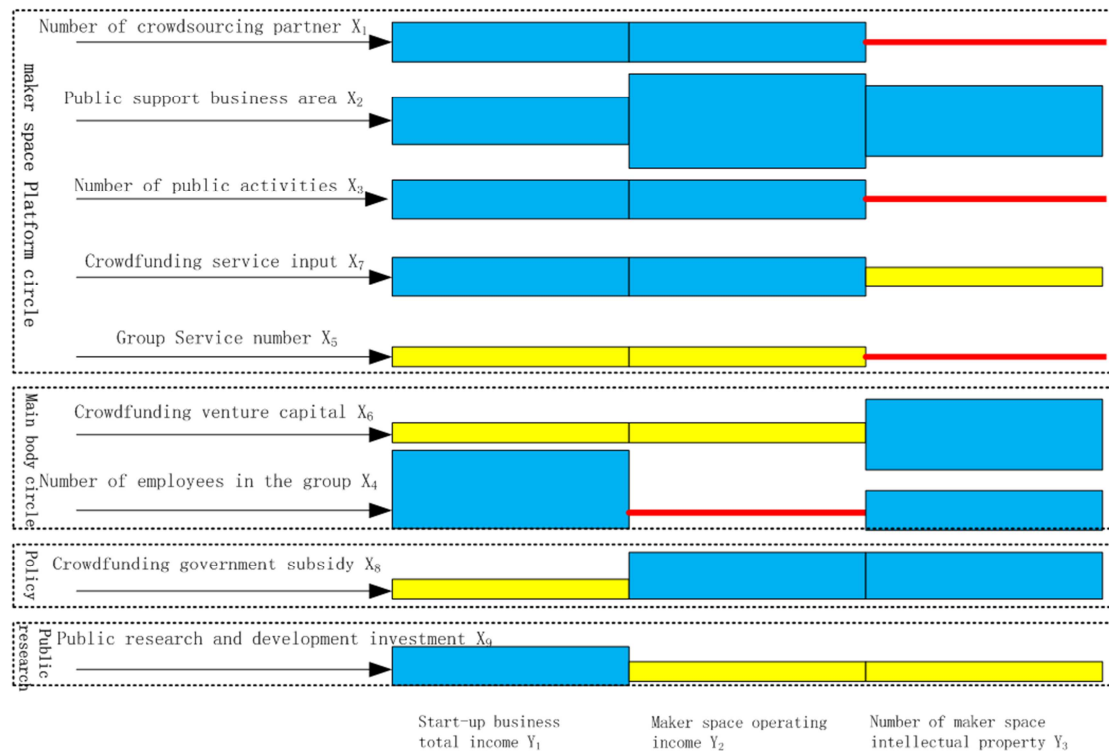 maker space Platform circle
Number of crowdsourcing partner X₁
Public support business area X₂
Number of public activities X₃
Crowdfunding service input X₇
Group Service number X₅
Main body circle
Crowdfunding venture capital X₆
Number of employees in the group X₄
Policy
Crowdfunding government subsidy X₈
Public
research
Public research and development investment X₉
Start-up business
total income Y₁
Maker space operating
income Y₂
Number of maker space
intellectual property Y₃